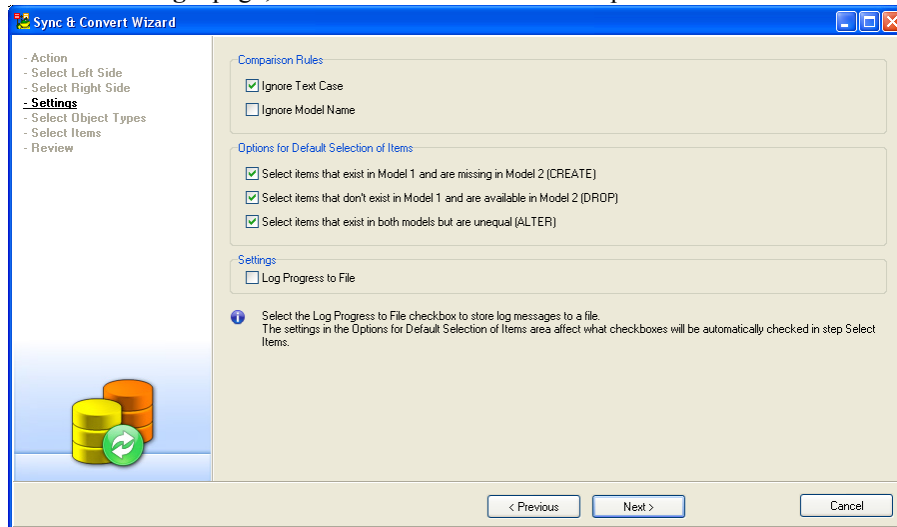 page,
Sync & Convert Wizard
- Action
- Select Left Side
- Select Right Side
- Settings
- Select Object Types
- Select Items
- Review
Comparison Rules
Ignore Text Case
Ignore Model Name
Options for Default Selection of Items
Select items that exist in Model 1 and are missing in Model 2 (CREATE)
Select items that don't exist in Model 1 and are available in Model 2 (DROP)
Select items that exist in both models but are unequal (ALTER)
Settings
Log Progress to File
Select the Log Progress to File checkbox to store log messages to a file.
The settings in the Options for Default Selection of Items area affect what checkboxes will be automatically checked in step Select
Items.
< Previous
Next >
Cancel